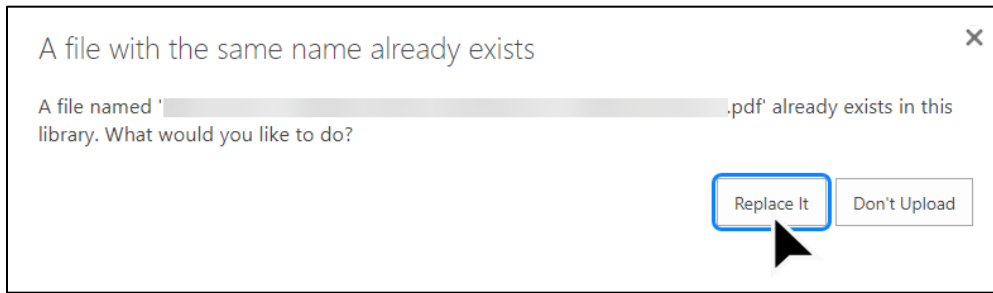 A file with the same name already exists
A file named ' .pdf' already exists in this
library. What would you like to do?
Replace It Don't Upload